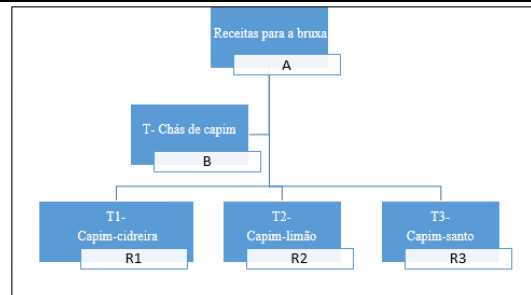 Receitas para a bruxa
A
T- Chás de capim
B
T1-
Capim-cidreira
R1
T2-
Capim-limão
R2
T3-
Capim-santo
R3